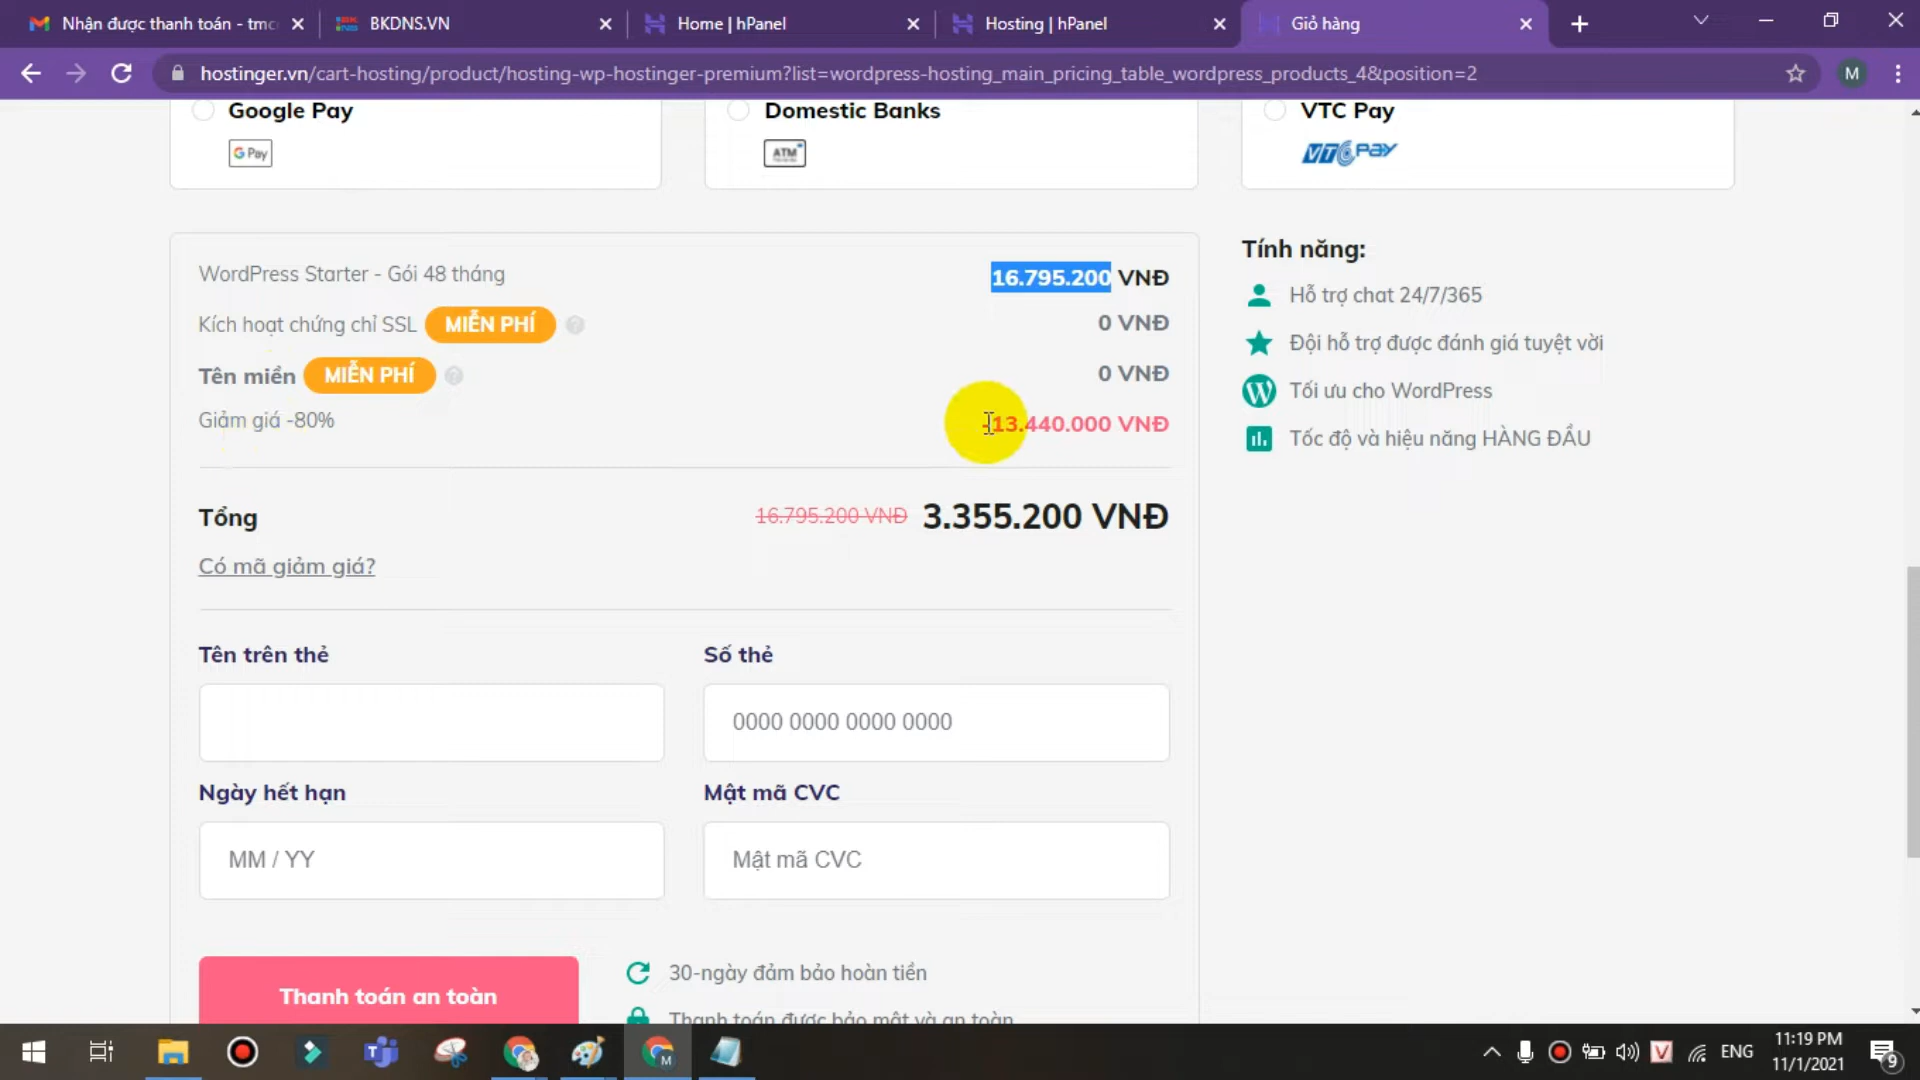 Nhận được thanh toán - tmc
BKDNS.VN
Home | hPanel
Hosting | hPanel
Giỏ hàng
hostinger.vn/cart-hosting/product/hosting-wp-hostinger-premium?list=wordpress-hosting_main_pricing_table_wordpress_products_4&position=2
M
Google Pay
Domestic Banks
VTC Pay
G Pay
ATM
VTC Pay
WordPress Starter - Gói 48 tháng
16.795.200 VNĐ
Kích hoạt chứng chỉ SSL MIỄN PHÍ ?
0 VNĐ
Tên miền MIỄN PHÍ ?
0 VNĐ
Giảm giá -80%
-13.440.000 VNĐ
Tổng
16.795.200 VNĐ 3.355.200 VNĐ
Có mã giảm giá?
Tính năng:
Hỗ trợ chat 24/7/365
Đội hỗ trợ được đánh giá tuyệt vời
Tối ưu cho WordPress
Tốc độ và hiệu năng HÀNG ĐẦU
Tên trên thẻ
Số thẻ
0000 0000 0000 0000
Ngày hết hạn
Mật mã CVC
MM / YY
Mật mã CVC
Thanh toán an toàn
30-ngày đảm bảo hoàn tiền
Thanh toán được bảo mật và an toàn
ENG
11:19 PM
11/1/2021
9